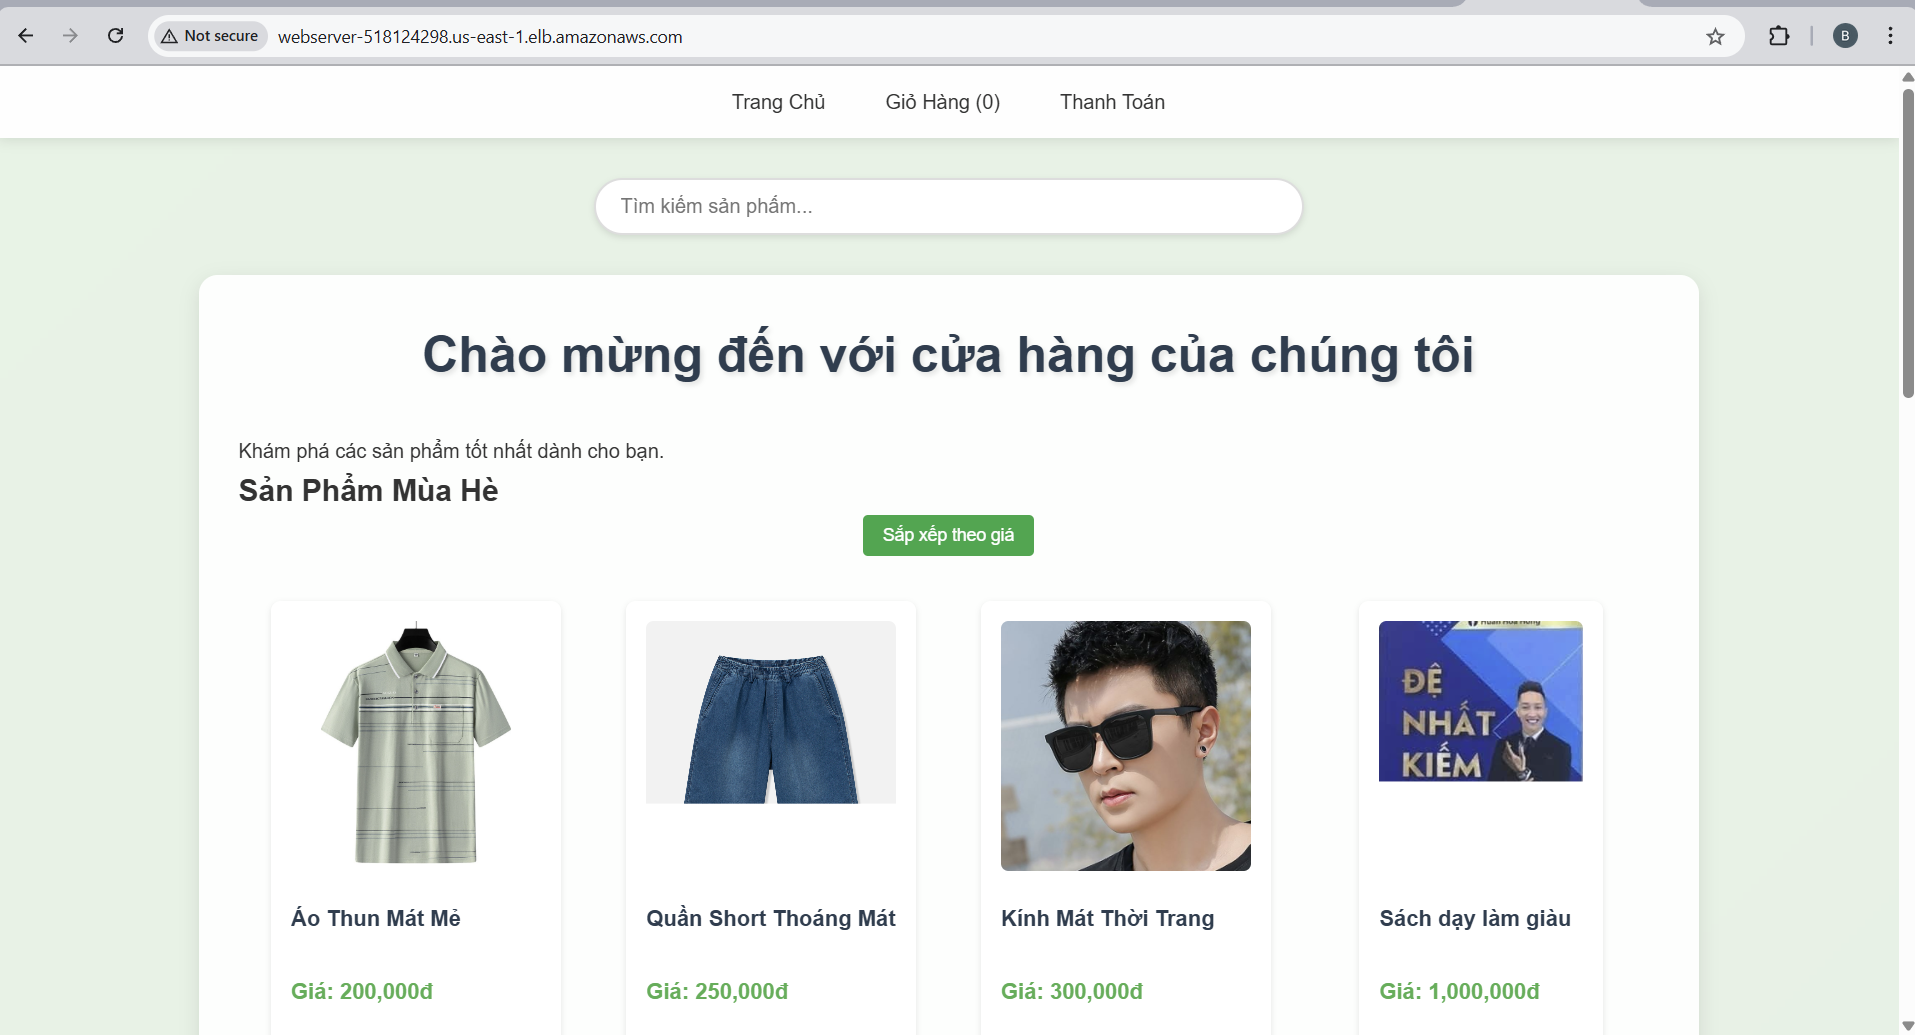 Not secure
webserver-518124298.us-east-1.elb.amazonaws.com
B
Trang Chủ
Giỏ Hàng (0)
Thanh Toán
Tìm kiếm sản phẩm...
Chào mừng đến với cửa hàng của chúng tôi
Khám phá các sản phẩm tốt nhất dành cho bạn.
Sản Phẩm Mùa Hè
Sắp xếp theo giá
ĐỆ
NHẤT
KIẾM
Áo Thun Mát Mẻ
Quần Short Thoáng Mát
Kính Mát Thời Trang
Sách dạy làm giàu
Giá: 200,000đ
Giá: 250,000đ
Giá: 300,000đ
Giá: 1,000,000đ